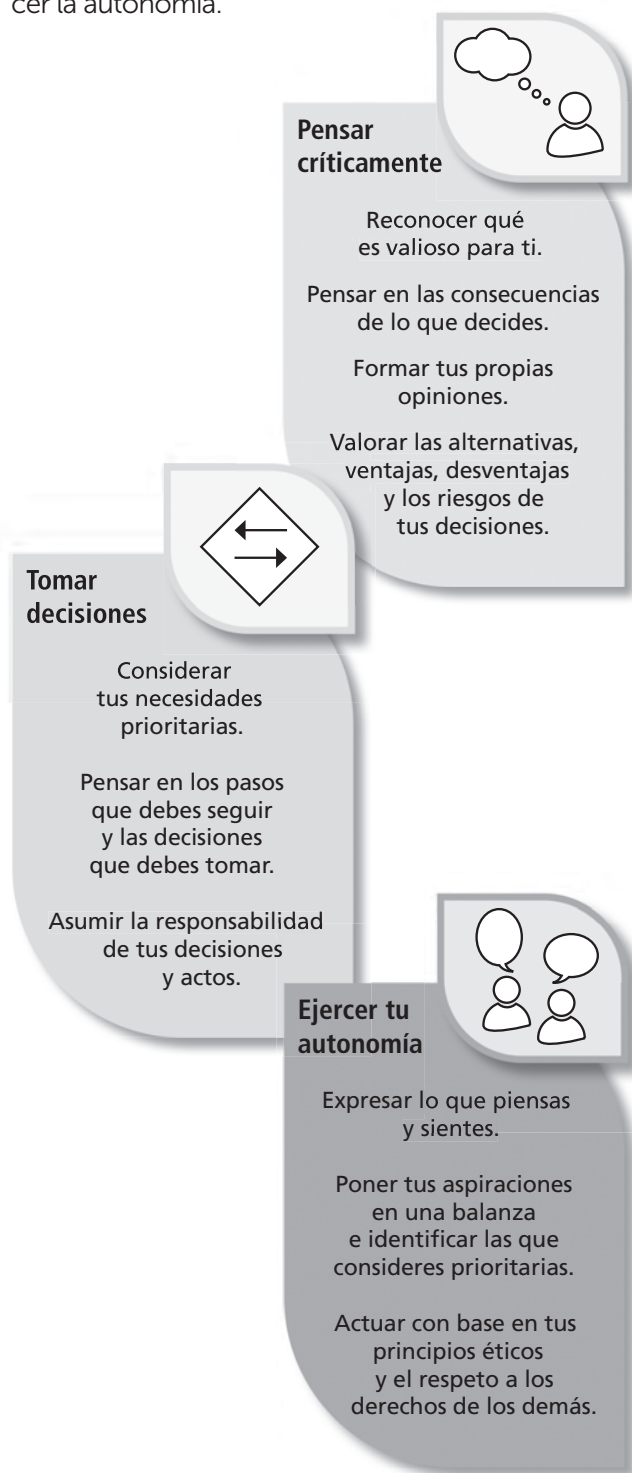 cer la autonomía.
Pensar
críticamente
Reconocer qué
es valioso para ti.
Pensar en las consecuencias
de lo que decides.
Formar tus propias
opiniones.
Valorar las alternativas,
ventajas, desventajas
y los riesgos de
tus decisiones.
Tomar
decisiones
Considerar
tus necesidades
prioritarias.
Pensar en los pasos
que debes seguir
y las decisiones
que debes tomar.
Asumir la responsabilidad
de tus decisiones
y actos.
Ejercer tu
autonomía
Expresar lo que piensas
y sientes.
Poner tus aspiraciones
en una balanza
e identificar las que
consideres prioritarias.
Actuar con base en tus
principios éticos
y el respeto a los
derechos de los demás.